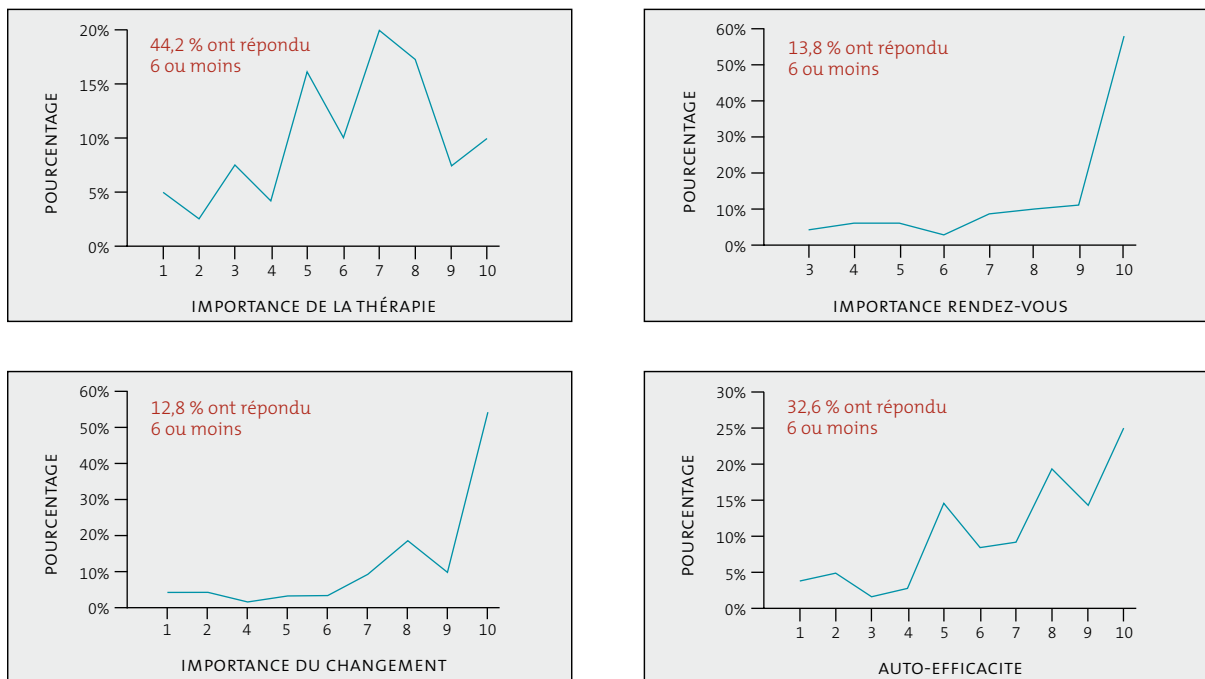 20%
15%
10%
5%
0%
POURCENTAGE
44,2 % ont répondu
6 ou moins
1 2 3 4 5 6 7 8 9 10
IMPORTANCE DE LA THÉRAPIE
60%
50%
40%
30%
20%
10%
0%
POURCENTAGE
13,8 % ont répondu
6 ou moins
3 4 5 6 7 8 9 10
IMPORTANCE RENDEZ-VOUS
60%
50%
40%
30%
20%
10%
0%
POURCENTAGE
12,8 % ont répondu
6 ou moins
1 2 4 5 6 7 8 9 10
IMPORTANCE DU CHANGEMENT
30%
25%
20%
15%
10%
5%
0%
POURCENTAGE
32,6 % ont répondu
6 ou moins
1 2 3 4 5 6 7 8 9 10
AUTO-EFFICACITE